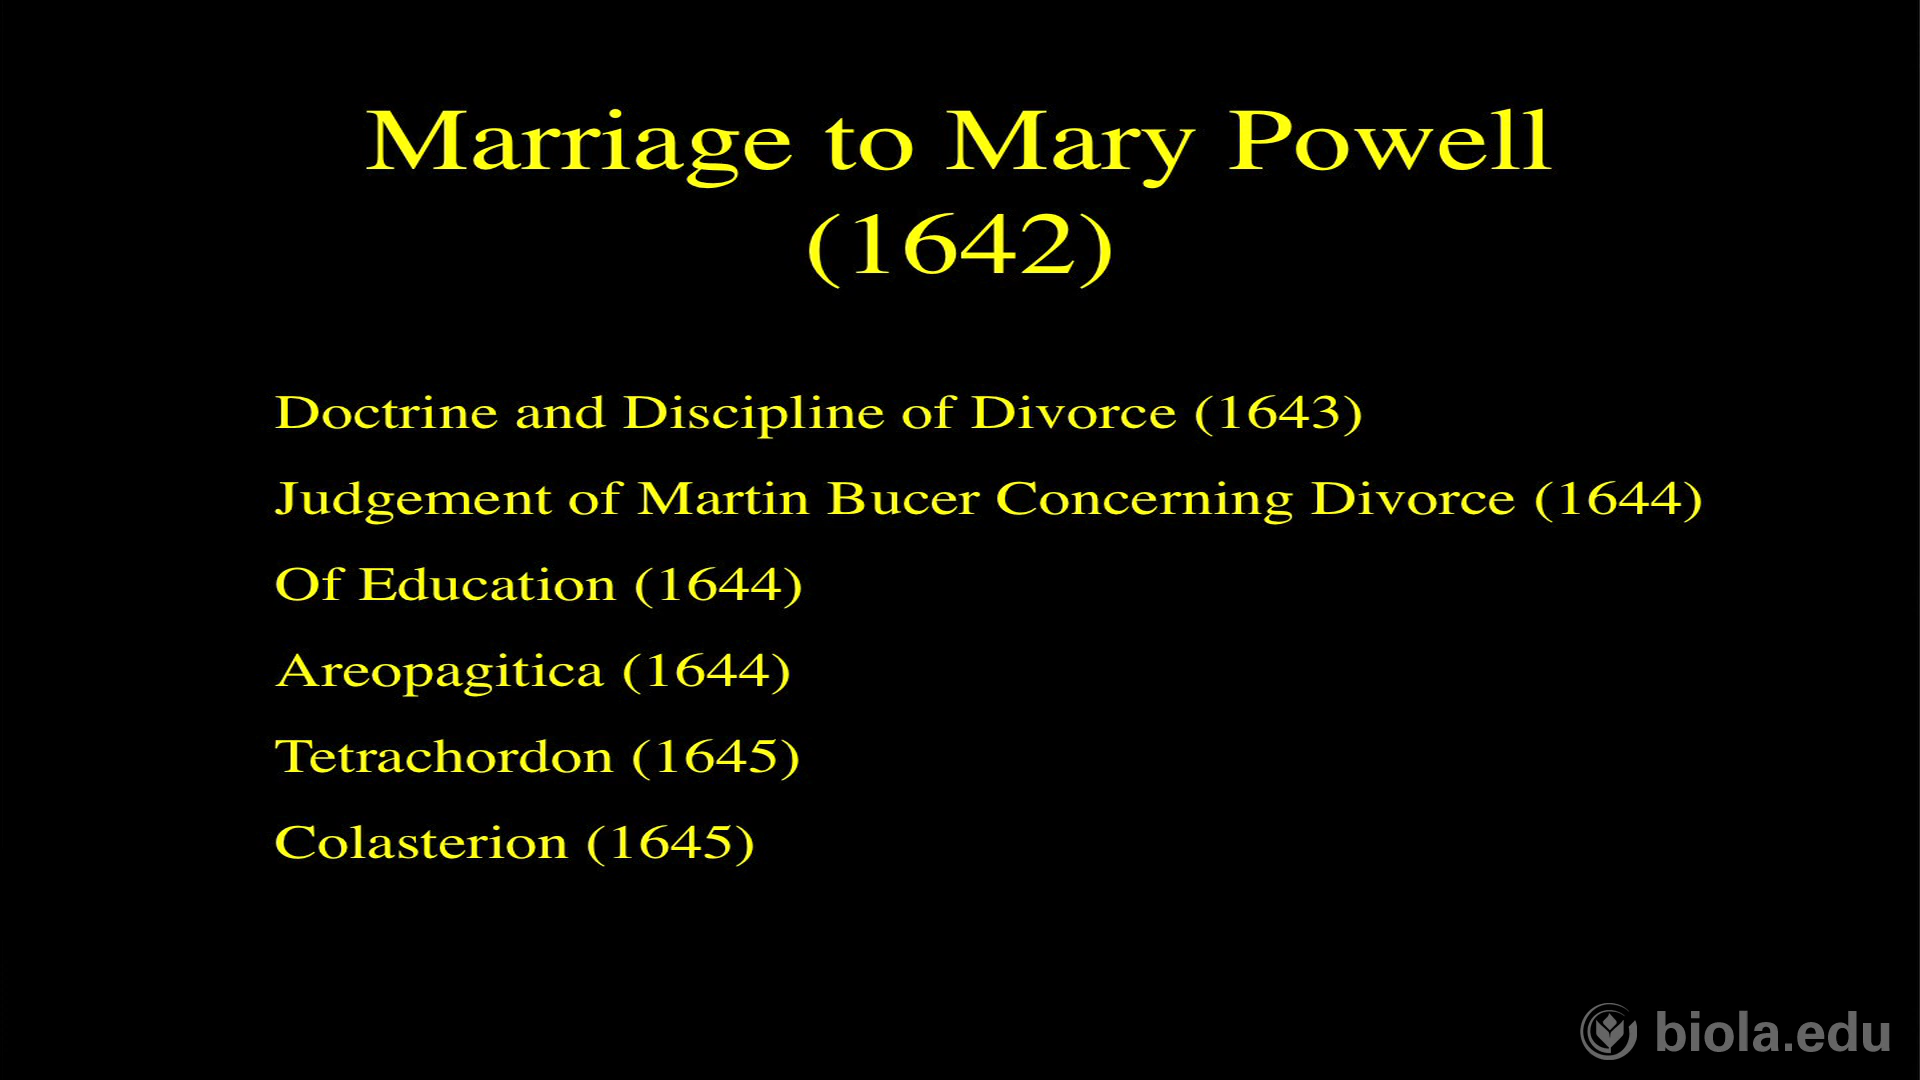 Marriage to Mary Powell
(1642)
Doctrine and Discipline of Divorce (1643)
Judgement of Martin Bucer Concerning Divorce (1644)
Of Education (1644)
Areopagitica (1644)
Tetrachordon (1645)
Colasterion (1645)
biola.edu